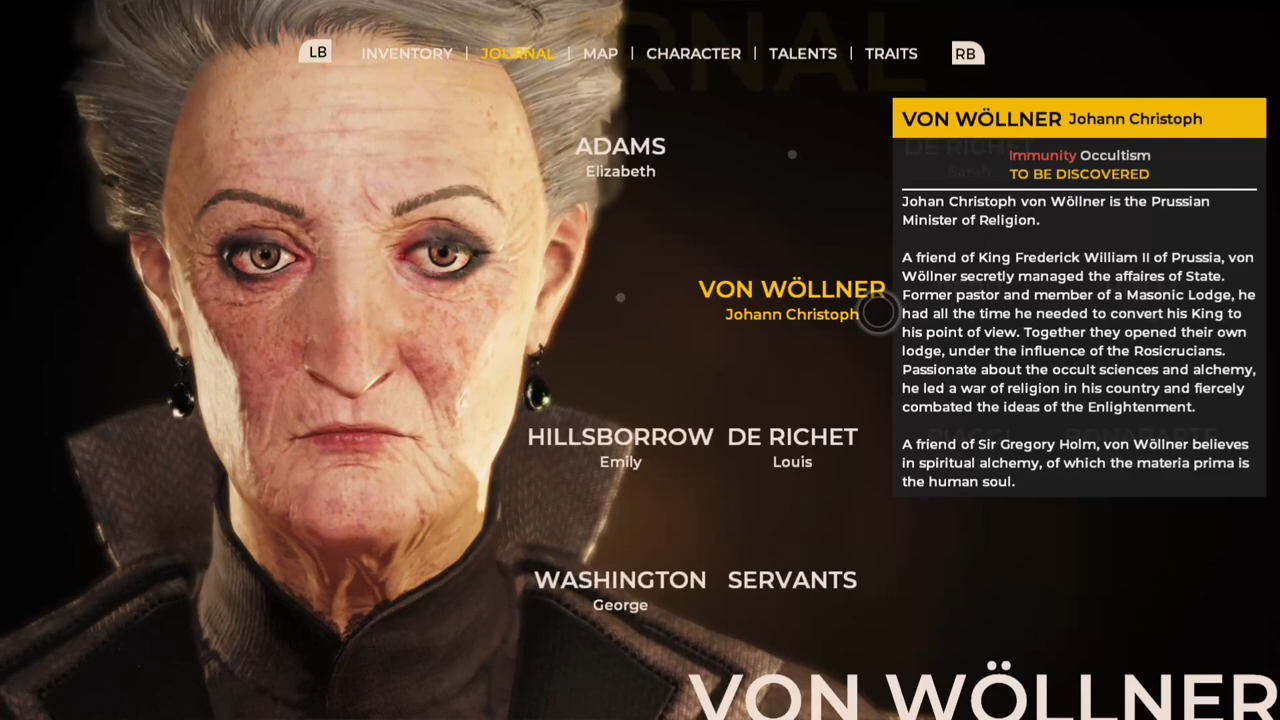 LB INVENTORY | JOURNAL | MAP | CHARACTER | TALENTS | TRAITS RB
ADAMS
Elizabeth
VON WÖLLNER
Johann Christoph
HILLSBORROW
Emily
DE RICHET
Louis
WASHINGTON
George
SERVANTS
VON WÖLLNER Johann Christoph
DE RICHET
Sarah
Immunity Occultism
TO BE DISCOVERED
Johan Christoph von Wöllner is the Prussian
Minister of Religion.
A friend of King Frederick William II of Prussia, von
Wöllner secretly managed the affaires of State.
Former pastor and member of a Masonic Lodge, he
had all the time he needed to convert his King to
his point of view. Together they opened their own
lodge, under the influence of the Rosicrucians.
Passionate about the occult sciences and alchemy,
he led a war of religion in his country and fiercely
combated the ideas of the Enlightenment.
A friend of Sir Gregory Holm, von Wöllner believes
in spiritual alchemy, of which the materia prima is
the human soul.
VON WÖLLNER